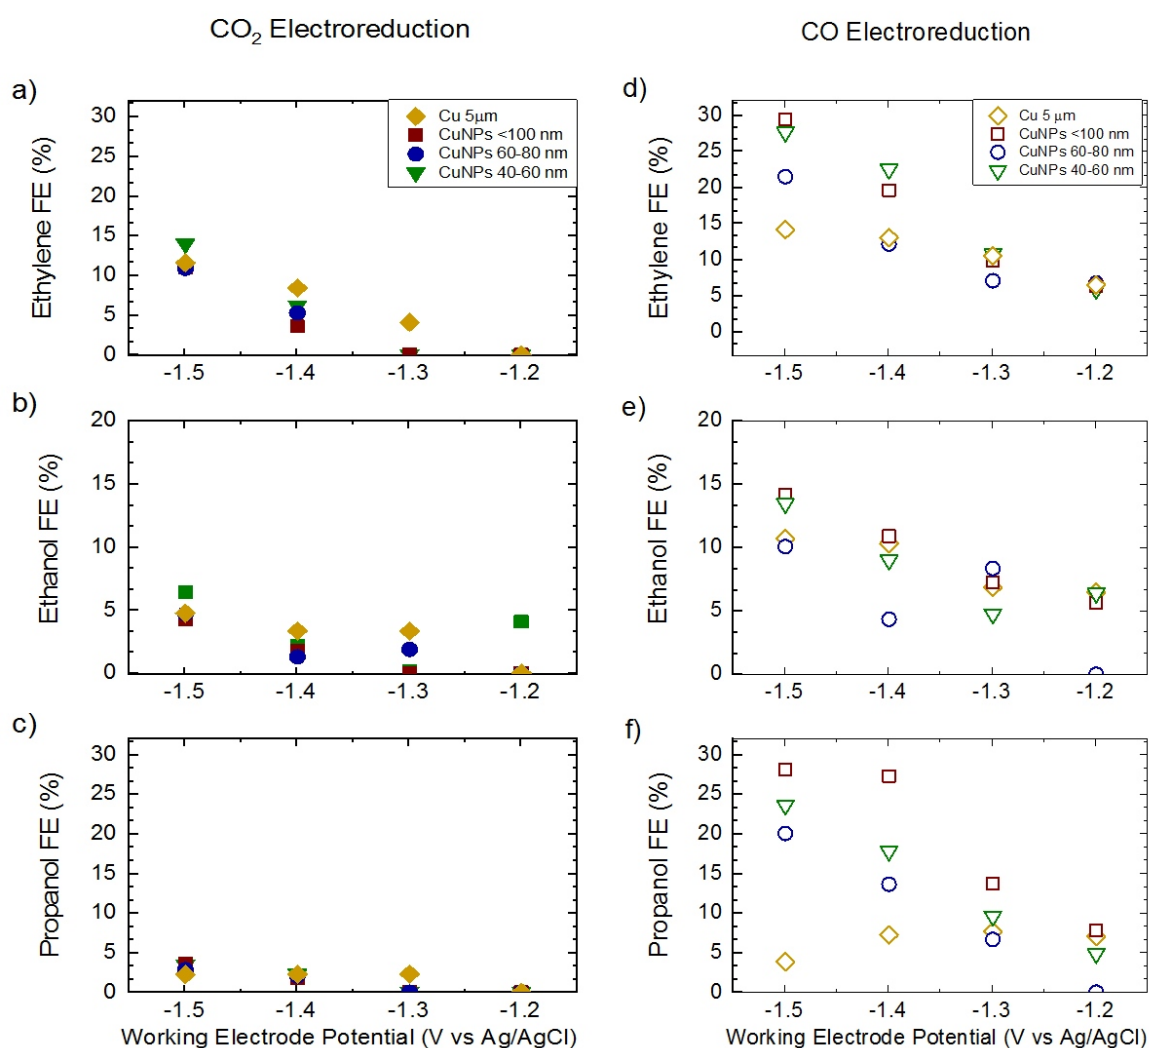 CO₂ Electroreduction
CO Electroreduction
a)
Ethylene FE (%)
30
25
20
15
10
5
0
-1.5 -1.4 -1.3 -1.2
Cu 5μm
CuNPs <100 nm
CuNPs 60-80 nm
CuNPs 40-60 nm
d)
Ethylene FE (%)
30
25
20
15
10
5
0
-1.5 -1.4 -1.3 -1.2
Cu 5 μm
CuNPs <100 nm
CuNPs 60-80 nm
CuNPs 40-60 nm
b)
Ethanol FE (%)
20
15
10
5
0
-1.5 -1.4 -1.3 -1.2
e)
Ethanol FE (%)
20
15
10
5
0
-1.5 -1.4 -1.3 -1.2
c)
Propanol FE (%)
30
25
20
15
10
5
0
-1.5 -1.4 -1.3 -1.2
Working Electrode Potential (V vs Ag/AgCl)
f)
Propanol FE (%)
30
25
20
15
10
5
0
-1.5 -1.4 -1.3 -1.2
Working Electrode Potential (V vs Ag/AgCl)